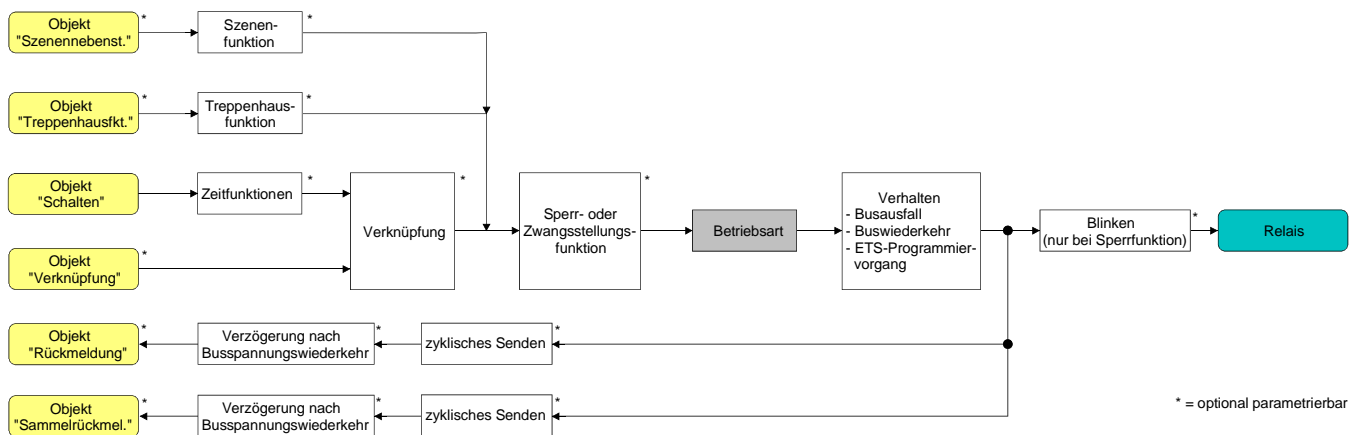 Objekt
"Szenennebenst."
*
Szenen-
funktion
*
Objekt
"Treppenhausfkt."
*
Treppenhaus-
funktion
*
Objekt
"Schalten"
Zeitfunktionen
*
Objekt
"Verknüpfung"
*
Verknüpfung
*
Sperr- oder
Zwangsstellungs-
funktion
*
Betriebsart
Verhalten
- Busausfall
- Buswiederkehr
- ETS-Programmier-
vorgang
Blinken
(nur bei Sperrfunktion)
*
Relais
Objekt
"Rückmeldung"
*
Verzögerung nach
Busspannungswiederkehr
*
zyklisches Senden
*
Objekt
"Sammelrückmel."
*
Verzögerung nach
Busspannungswiederkehr
*
zyklisches Senden
*
* = optional parametrierbar